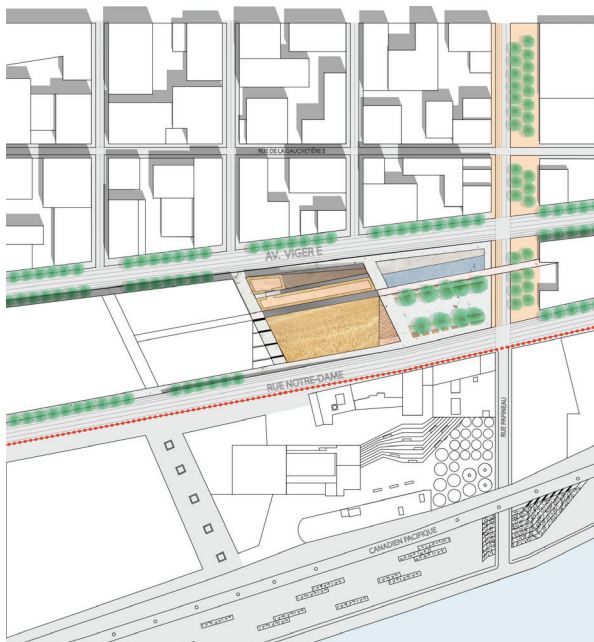 RUE DE LA GAUCHETIÈRE E
AV. VIGER E
RUE NOTRE-DAME
RUE PAPINEAU
CANADIEN PACIFIQUE